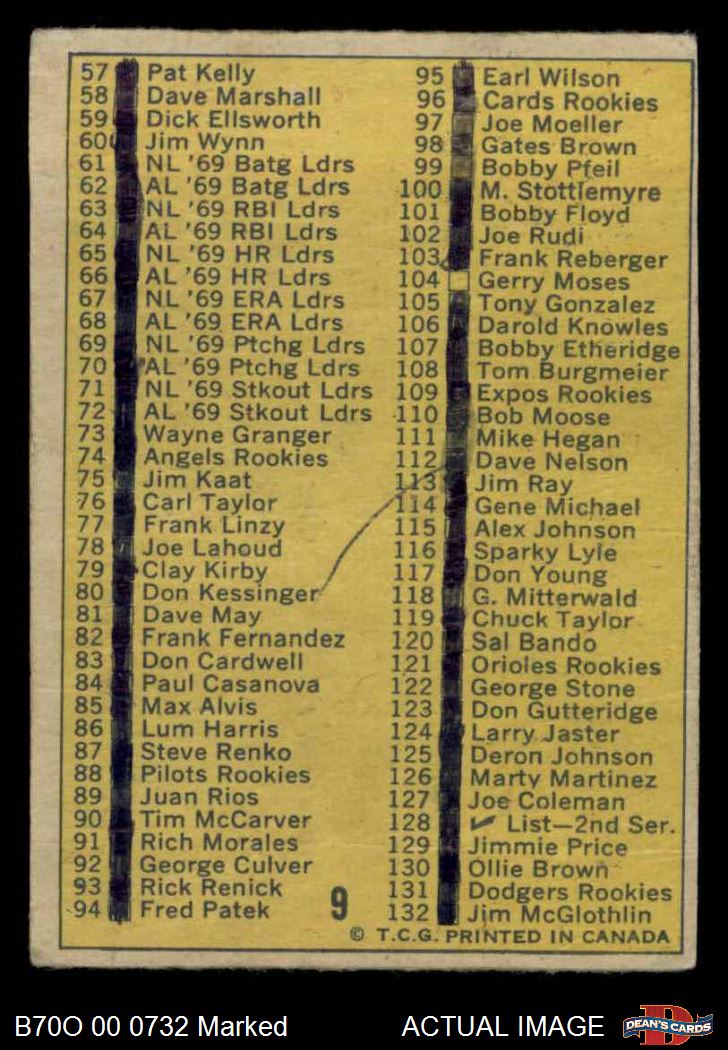 57 Pat Kelly
58 Dave Marshall
59 Dick Ellsworth
60 Jim Wynn
61 NL '69 Batg Ldrs
62 AL '69 Batg Ldrs
63 NL '69 RBI Ldrs
64 AL '69 RBI Ldrs
65 NL '69 HR Ldrs
66 AL '69 HR Ldrs
67 NL '69 ERA Ldrs
68 AL '69 ERA Ldrs
69 NL '69 Ptchg Ldrs
70 AL '69 Ptchg Ldrs
71 NL '69 Stkout Ldrs
72 AL '69 Stkout Ldrs
73 Wayne Granger
74 Angels Rookies
75 Jim Kaat
76 Carl Taylor
77 Frank Linzy
78 Joe Lahoud
79 Clay Kirby
80 Don Kessinger
81 Dave May
82 Frank Fernandez
83 Don Cardwell
84 Paul Casanova
85 Max Alvis
86 Lum Harris
87 Steve Renko
88 Pilots Rookies
89 Juan Rios
90 Tim McCarver
91 Rich Morales
92 George Culver
93 Rick Renick
94 Fred Patek
95 Earl Wilson
96 Cards Rookies
97 Joe Moeller
98 Gates Brown
99 Bobby Pfeil
100 M. Stottlemyre
101 Bobby Floyd
102 Joe Rudi
103 Frank Reberger
104 Gerry Moses
105 Tony Gonzalez
106 Darold Knowles
107 Bobby Etheridge
108 Tom Burgmeier
109 Expos Rookies
110 Bob Moose
111 Mike Hegan
112 Dave Nelson
113 Jim Ray
114 Gene Michael
115 Alex Johnson
116 Sparky Lyle
117 Don Young
118 G. Mitterwald
119 Chuck Taylor
120 Sal Bando
121 Orioles Rookies
122 George Stone
123 Don Gutteridge
124 Larry Jaster
125 Deron Johnson
126 Marty Martinez
127 Joe Coleman
128 ✔ List—2nd Ser.
129 Jimmie Price
130 Ollie Brown
131 Dodgers Rookies
132 Jim McGlothlin
9
© T.C.G. PRINTED IN CANADA
B70O 00 0732 Marked
ACTUAL IMAGE
D
DEAN'S CARDS